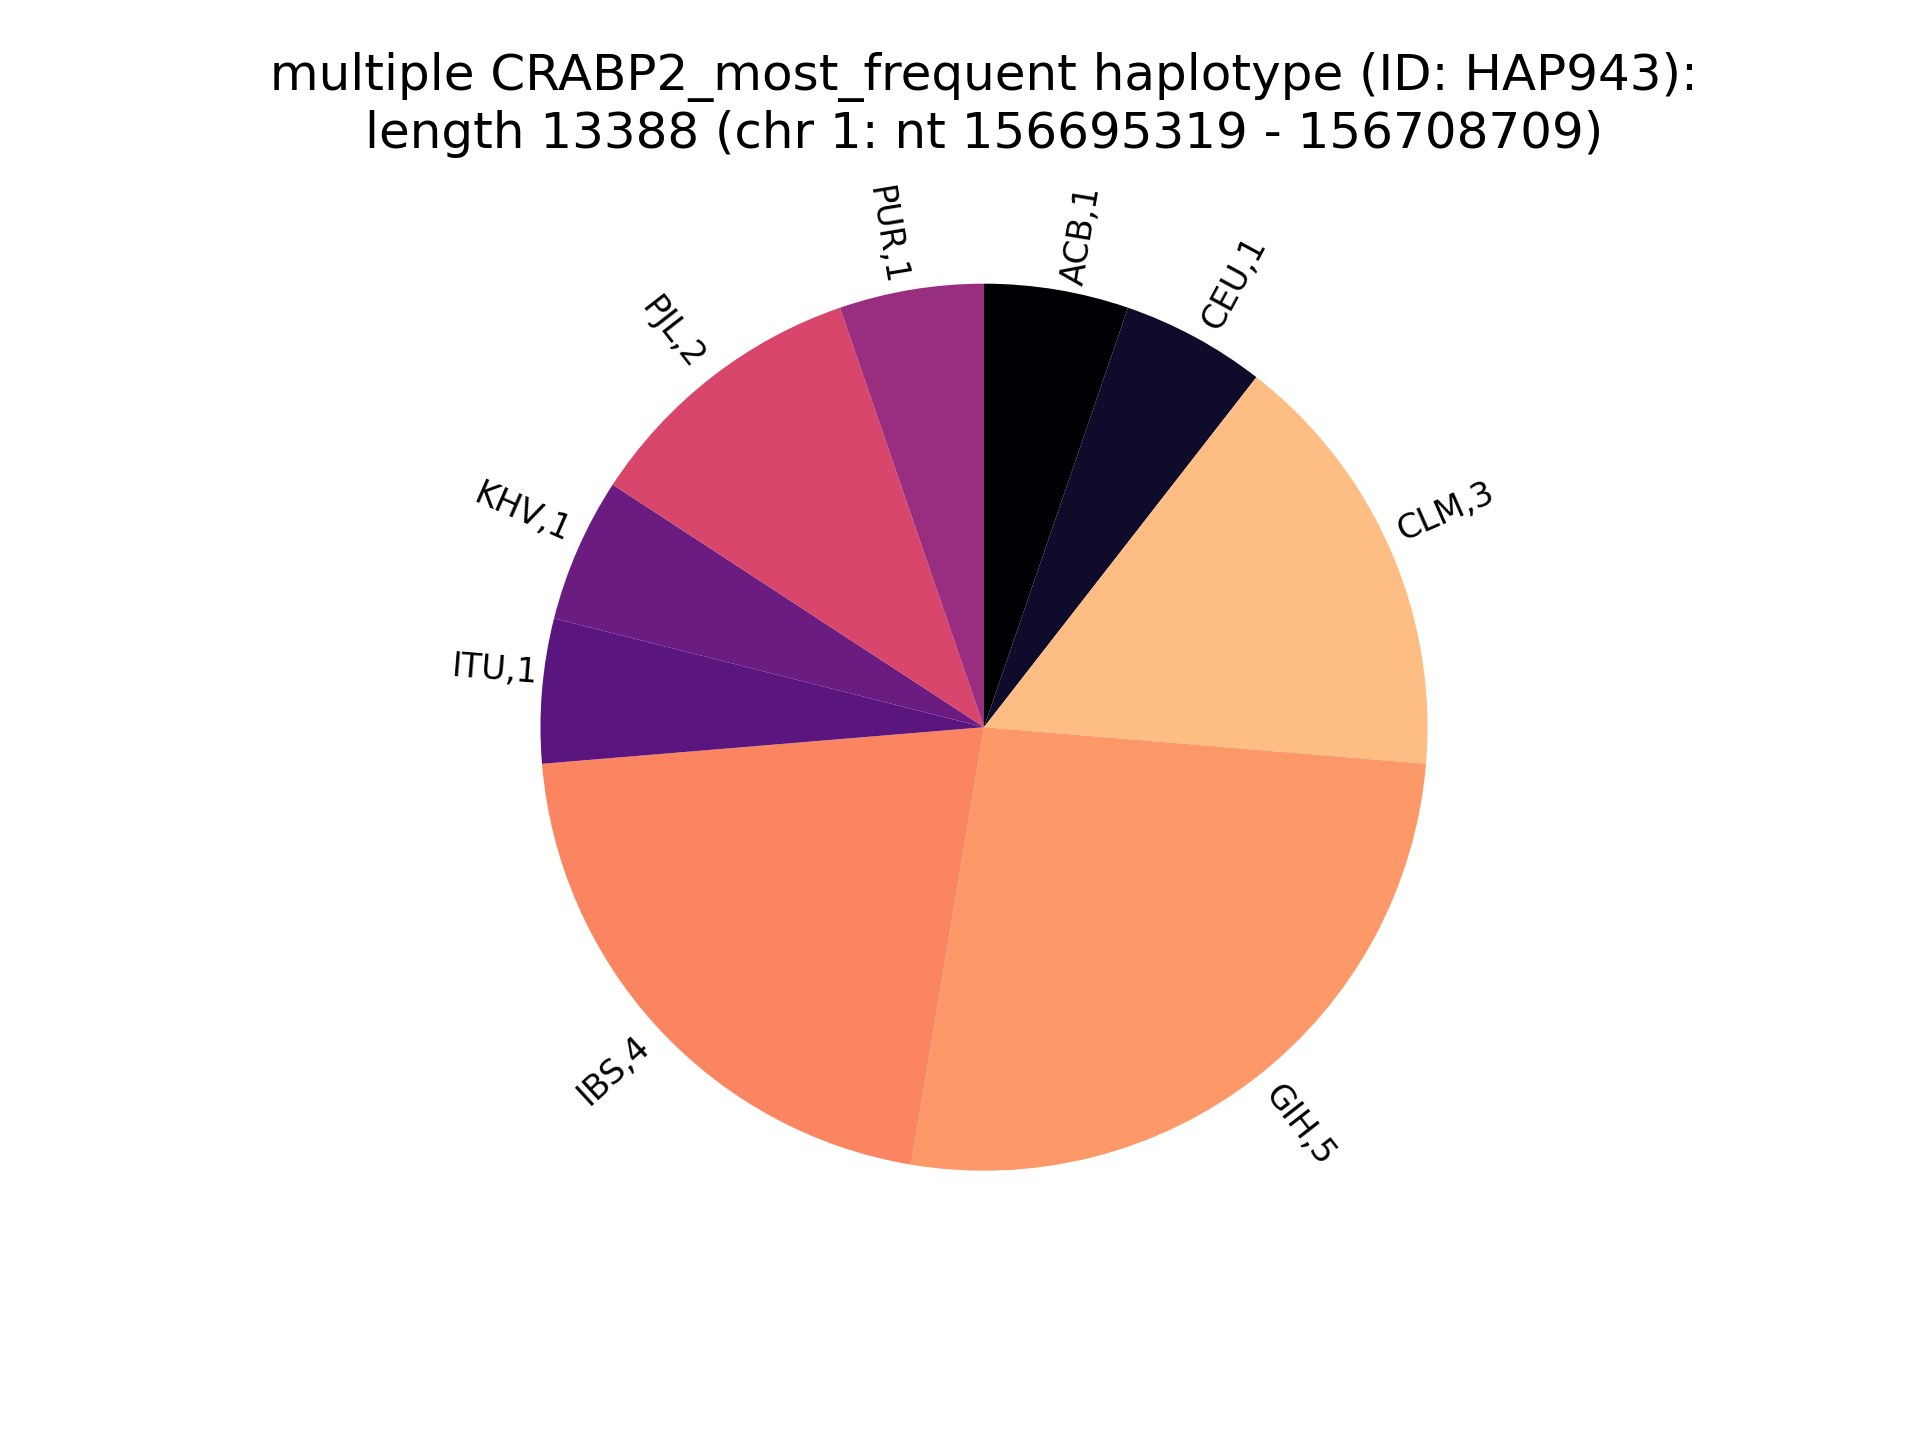 multiple CRABP2_most_frequent haplotype (ID: HAP943):
length 13388 (chr 1: nt 156695319 - 156708709)
PUR,1
ACB,1
CEU,1
PJL,2
CLM,3
KHV,1
ITU,1
IBS,4
GIH,5